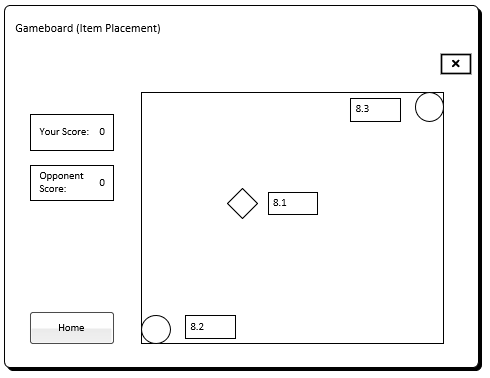 Gameboard (Item Placement)
×
8.3
Your Score: 0
Opponent
Score: 0
8.1
8.2
Home